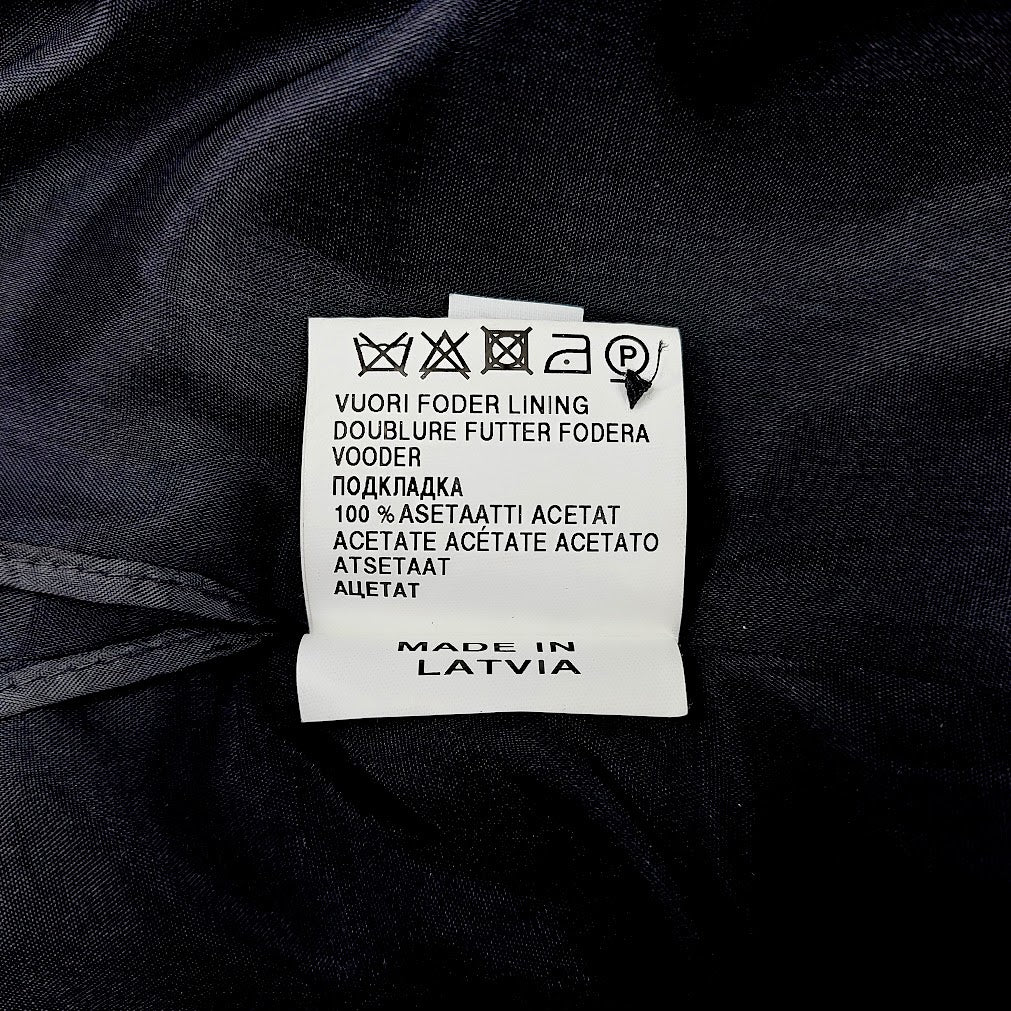 P
VUORI FODER LINING
DOUBLURE FUTTER FODERA
VOODER
ПОДКЛАДКА
100 % ASETAATTI ACETAT
ACETATE ACÉTATE ACETATO
ATSETAAT
АЦЕТАТ
MADE IN
LATVIA